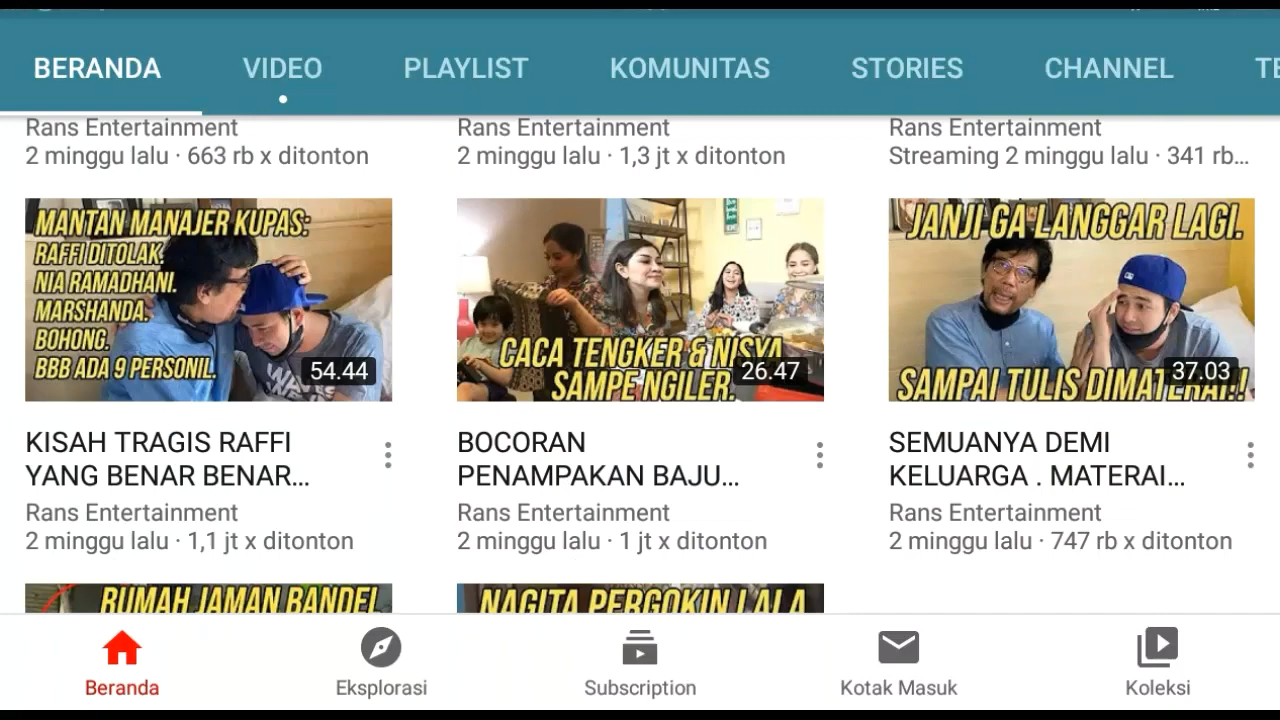 BERANDA
VIDEO
PLAYLIST
KOMUNITAS
STORIES
CHANNEL
Rans Entertainment
2 minggu lalu · 663 rb x ditonton
Rans Entertainment
2 minggu lalu · 1,3 jt x ditonton
Rans Entertainment
Streaming 2 minggu lalu · 341 rb...
MANTAN MANAJER KUPAS:
RAFFI DITOLAK.
NIA RAMADHANI.
MARSHANDA.
BOHONG.
BBB ADA 9 PERSONIL.
54.44
KISAH TRAGIS RAFFI
YANG BENAR BENAR...
Rans Entertainment
2 minggu lalu · 1,1 jt x ditonton
CACA TENGKER & NISYA
SAMPE NGILER.
26.47
BOCORAN
PENAMPAKAN BAJU...
Rans Entertainment
2 minggu lalu · 1 jt x ditonton
JANJI GA LANGGAR LAGI.
SAMPAI TULIS DIMATERAI!!
37.03
SEMUANYA DEMI
KELUARGA . MATERAI...
Rans Entertainment
2 minggu lalu · 747 rb x ditonton
RUMAH JAMAN BANDEL
NAGITA PERGOKIN LALA
Beranda
Eksplorasi
Subscription
Kotak Masuk
Koleksi